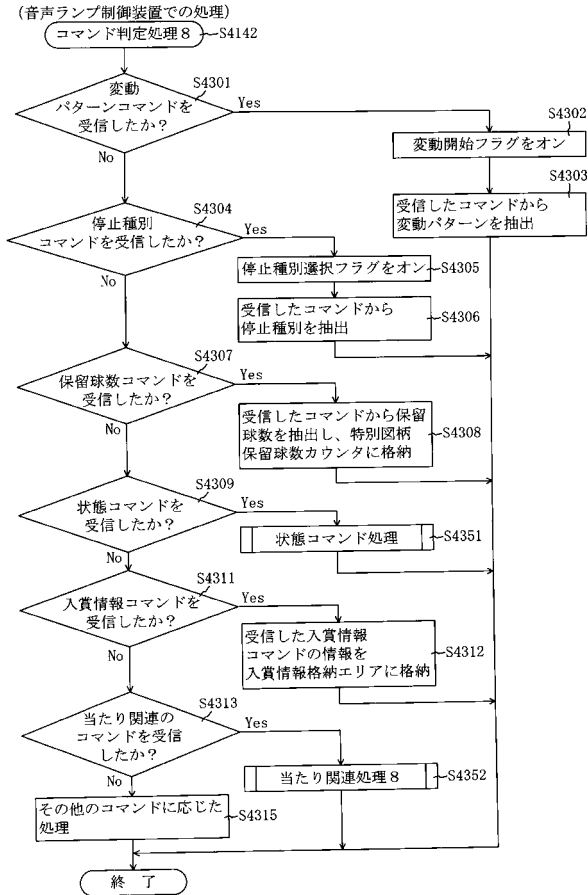 (音声ランプ制御装置での処理)
コマンド判定処理8
S4142
変動
パターンコマンドを
受信したか？
S4301
Yes
No
S4302
変動開始フラグをオン
S4303
受信したコマンドから
変動パターンを抽出
停止種別
コマンドを受信したか？
S4304
Yes
No
停止種別選択フラグをオン
S4305
受信したコマンドから
停止種別を抽出
S4306
保留球数コマンドを
受信したか？
S4307
Yes
No
受信したコマンドから保留
球数を抽出し、特別図柄
保留球数カウンタに格納
S4308
状態コマンドを
受信したか？
S4309
Yes
No
状態コマンド処理
S4351
入賞情報コマンドを
受信したか？
S4311
Yes
No
受信した入賞情報
コマンドの情報を
入賞情報格納エリアに格納
S4312
当たり関連の
コマンドを受信
したか？
S4313
Yes
No
当たり関連処理8
S4352
その他のコマンドに応じた
処理
S4315
終 了